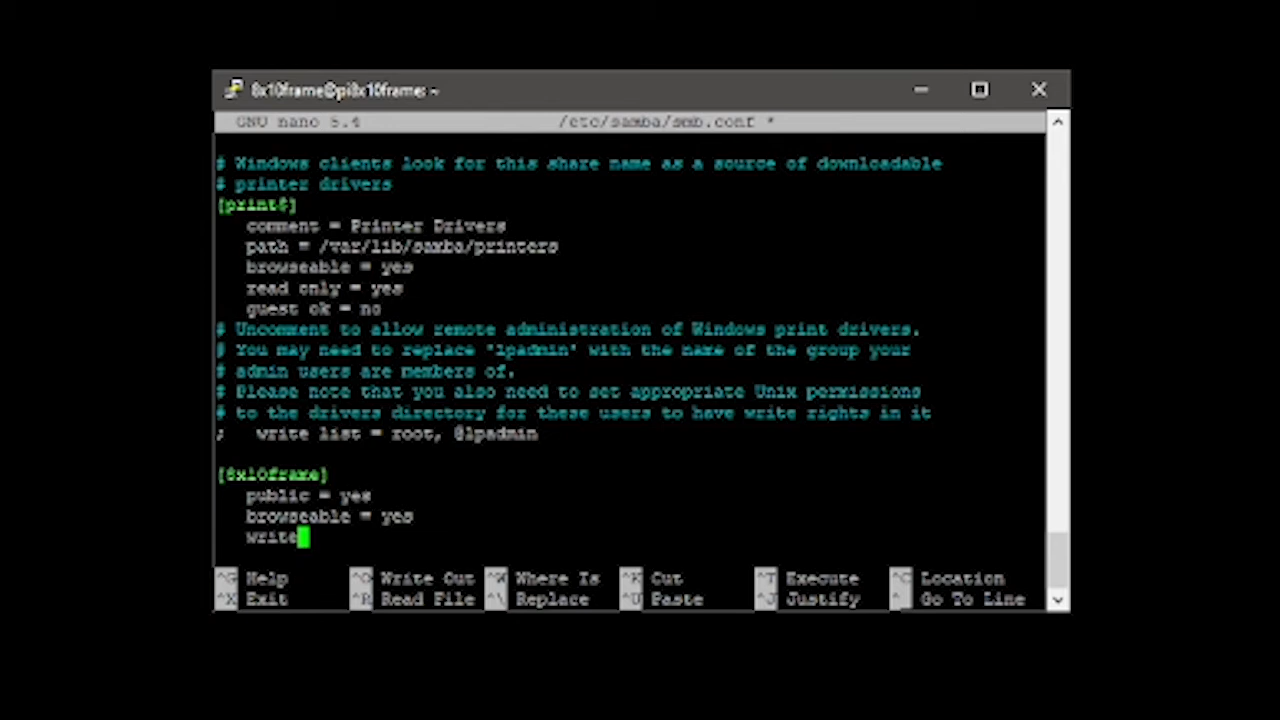 8x10frame@pi8x10frame: ~
GNU nano 5.4 /etc/samba/smb.conf *
# Windows clients look for this share name as a source of downloadable
# printer drivers
[print$]
comment = Printer Drivers
path = /var/lib/samba/printers
browseable = yes
read only = yes
guest ok = no
# Uncomment to allow remote administration of Windows print drivers.
# You may need to replace 'lpadmin' with the name of the group your
# admin users are members of.
# Please note that you also need to set appropriate Unix permissions
# to the drivers directory for these users to have write rights in it
; write list = root, @lpadmin
[8x10frame]
public = yes
browseable = yes
write
^G Help ^O Write Out ^W Where Is ^K Cut ^T Execute ^C Location
^X Exit ^R Read File ^\ Replace ^U Paste ^J Justify ^_ Go To Line